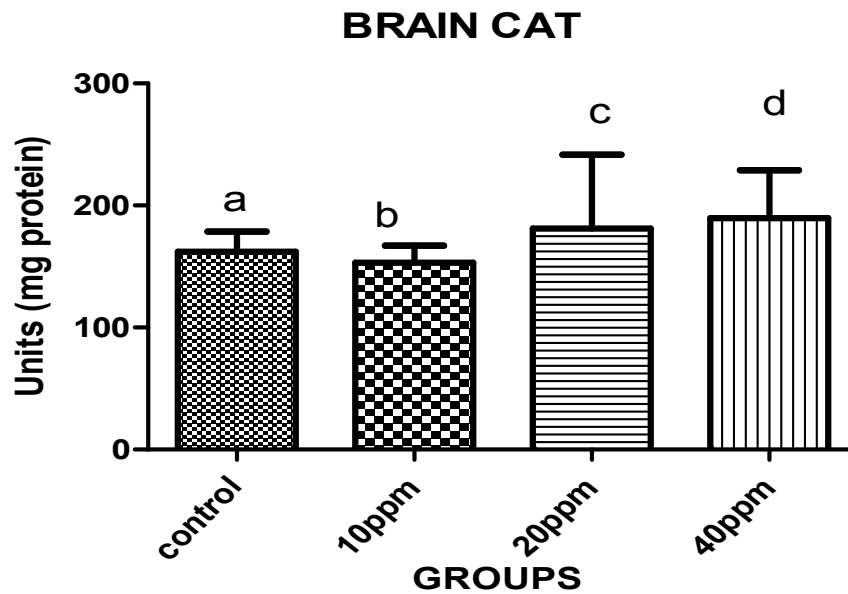 BRAIN CAT
300
200
100
0
Units (mg protein)
a
b
c
d
control
10ppm
20ppm
40ppm
GROUPS